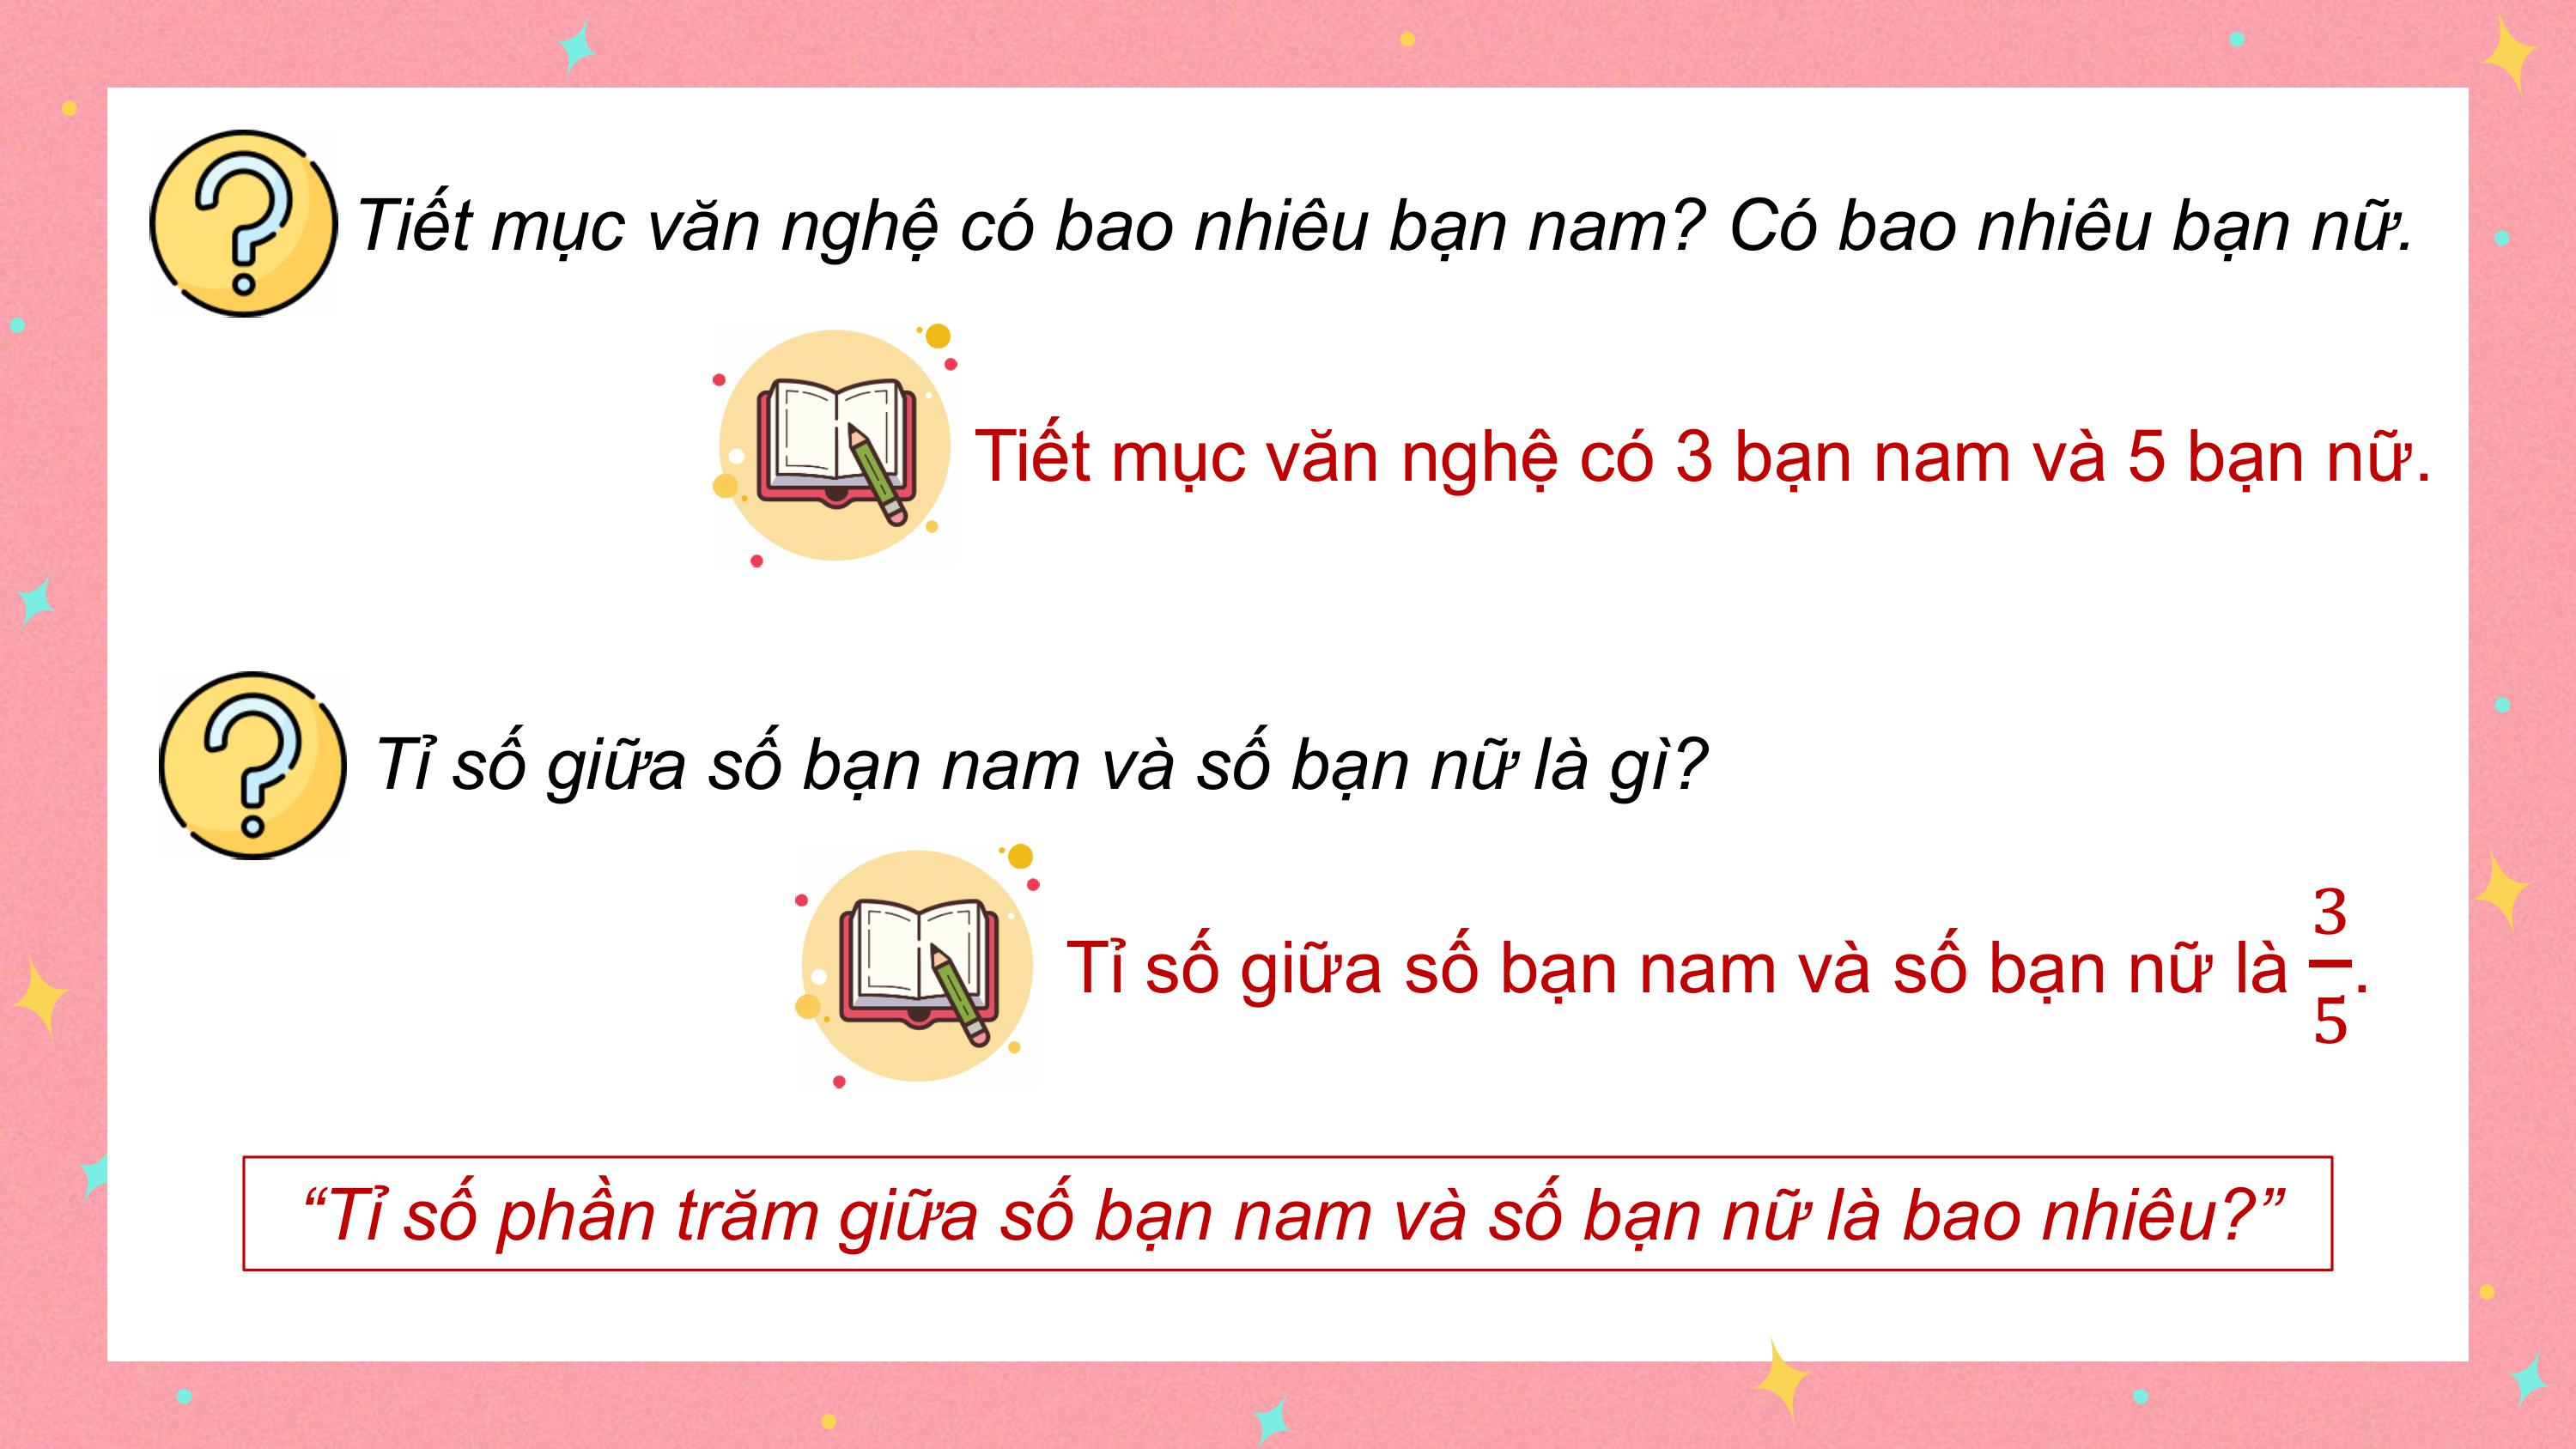 Tiết mục văn nghệ có bao nhiêu bạn nam? Có bao nhiêu bạn nữ.
Tiết mục văn nghệ có 3 bạn nam và 5 bạn nữ.
Tỉ số giữa số bạn nam và số bạn nữ là gì?
Tỉ số giữa số bạn nam và số bạn nữ là 3/5.
“Tỉ số phần trăm giữa số bạn nam và số bạn nữ là bao nhiêu?”